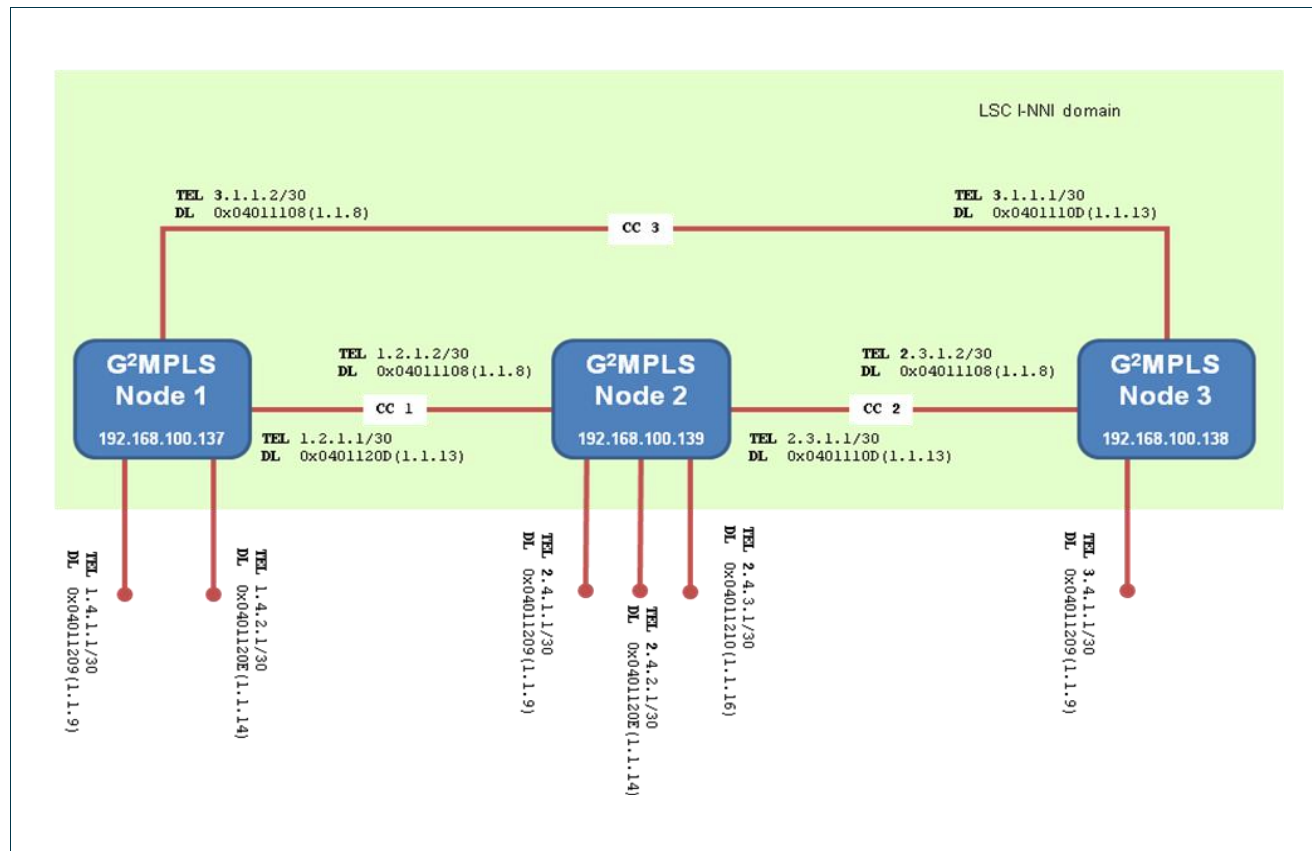 LSC I-NNI domain
TEL 3.1.1.2/30
DL 0x04011108(1.1.8)
TEL 3.1.1.1/30
DL 0x0401110D(1.1.13)
CC 3
G²MPLS
Node 1
192.168.100.137
TEL 1.2.1.2/30
DL 0x04011108(1.1.8)
CC 1
TEL 1.2.1.1/30
DL 0x0401120D(1.1.13)
G²MPLS
Node 2
192.168.100.139
TEL 2.3.1.2/30
DL 0x04011108(1.1.8)
CC 2
TEL 2.3.1.1/30
DL 0x0401110D(1.1.13)
G²MPLS
Node 3
192.168.100.138
TEL 1.4.1.1/30
DL 0x04011209(1.1.9)
TEL 1.4.2.1/30
DL 0x0401120E(1.1.14)
TEL 2.4.1.1/30
DL 0x04011209(1.1.9)
TEL 2.4.2.1/30
DL 0x0401120E(1.1.14)
TEL 2.4.3.1/30
DL 0x04011210(1.1.16)
TEL 3.4.1.1/30
DL 0x04011209(1.1.9)